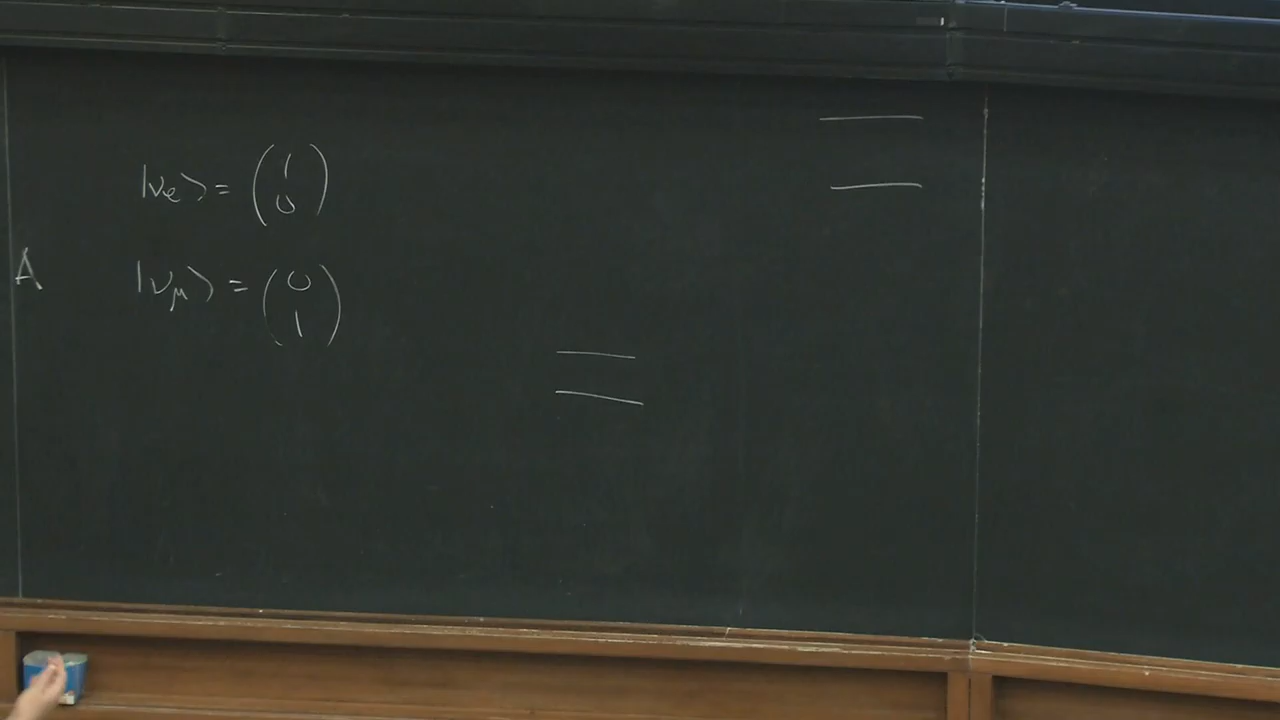 |νe⟩ = (1 0)
A
|νμ⟩ = (0 1)